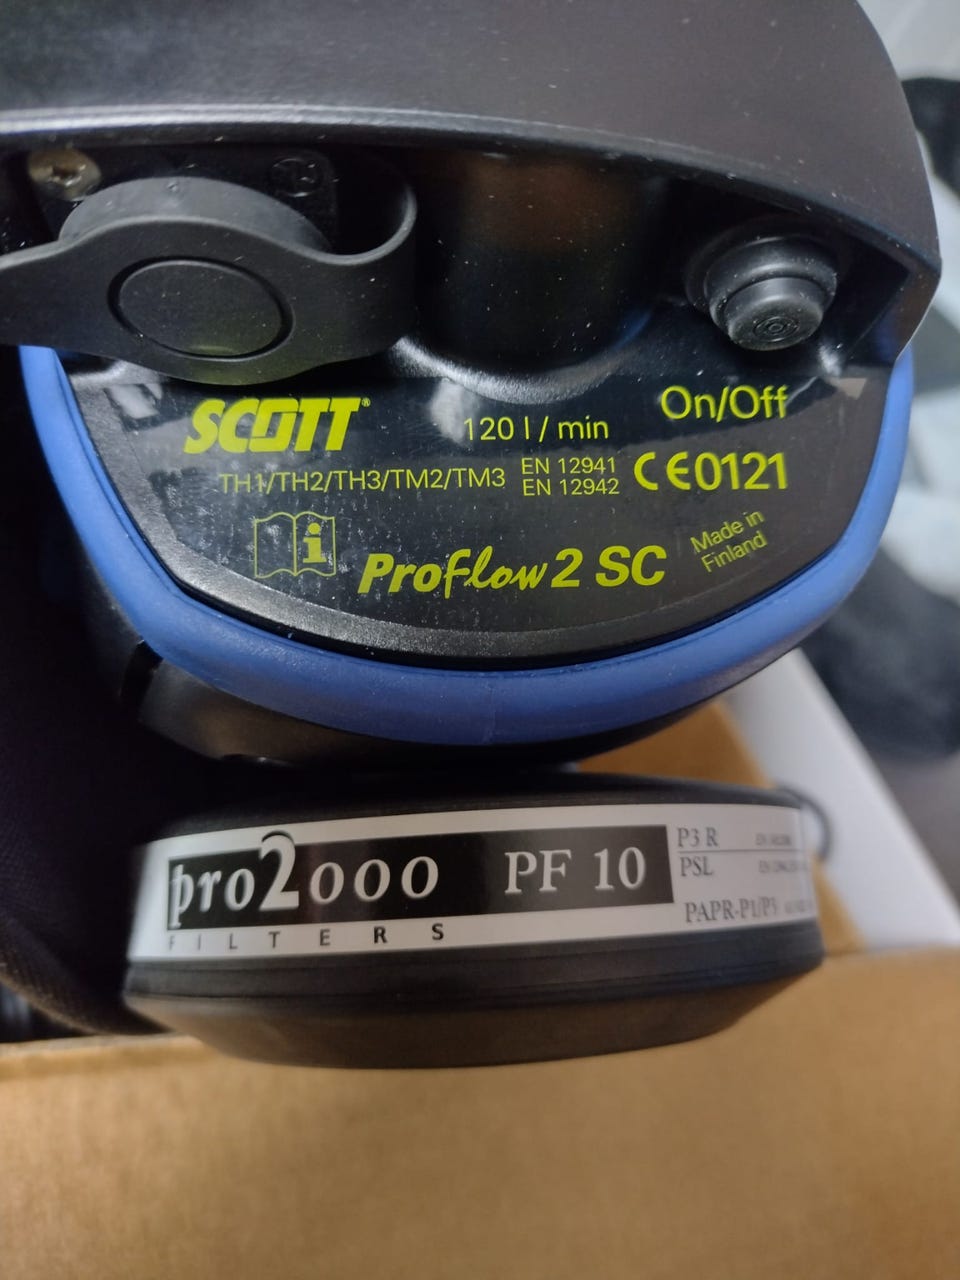 On/Off
SCOTT®
120 l / min
TH1/TH2/TH3/TM2/TM3
EN 12941
EN 12942
CE0121
i
ProFlow 2 SC
Made in
Finland
pro2000 PF 10
FILTERS
P3 R
PSL
PAPR-P1/P3